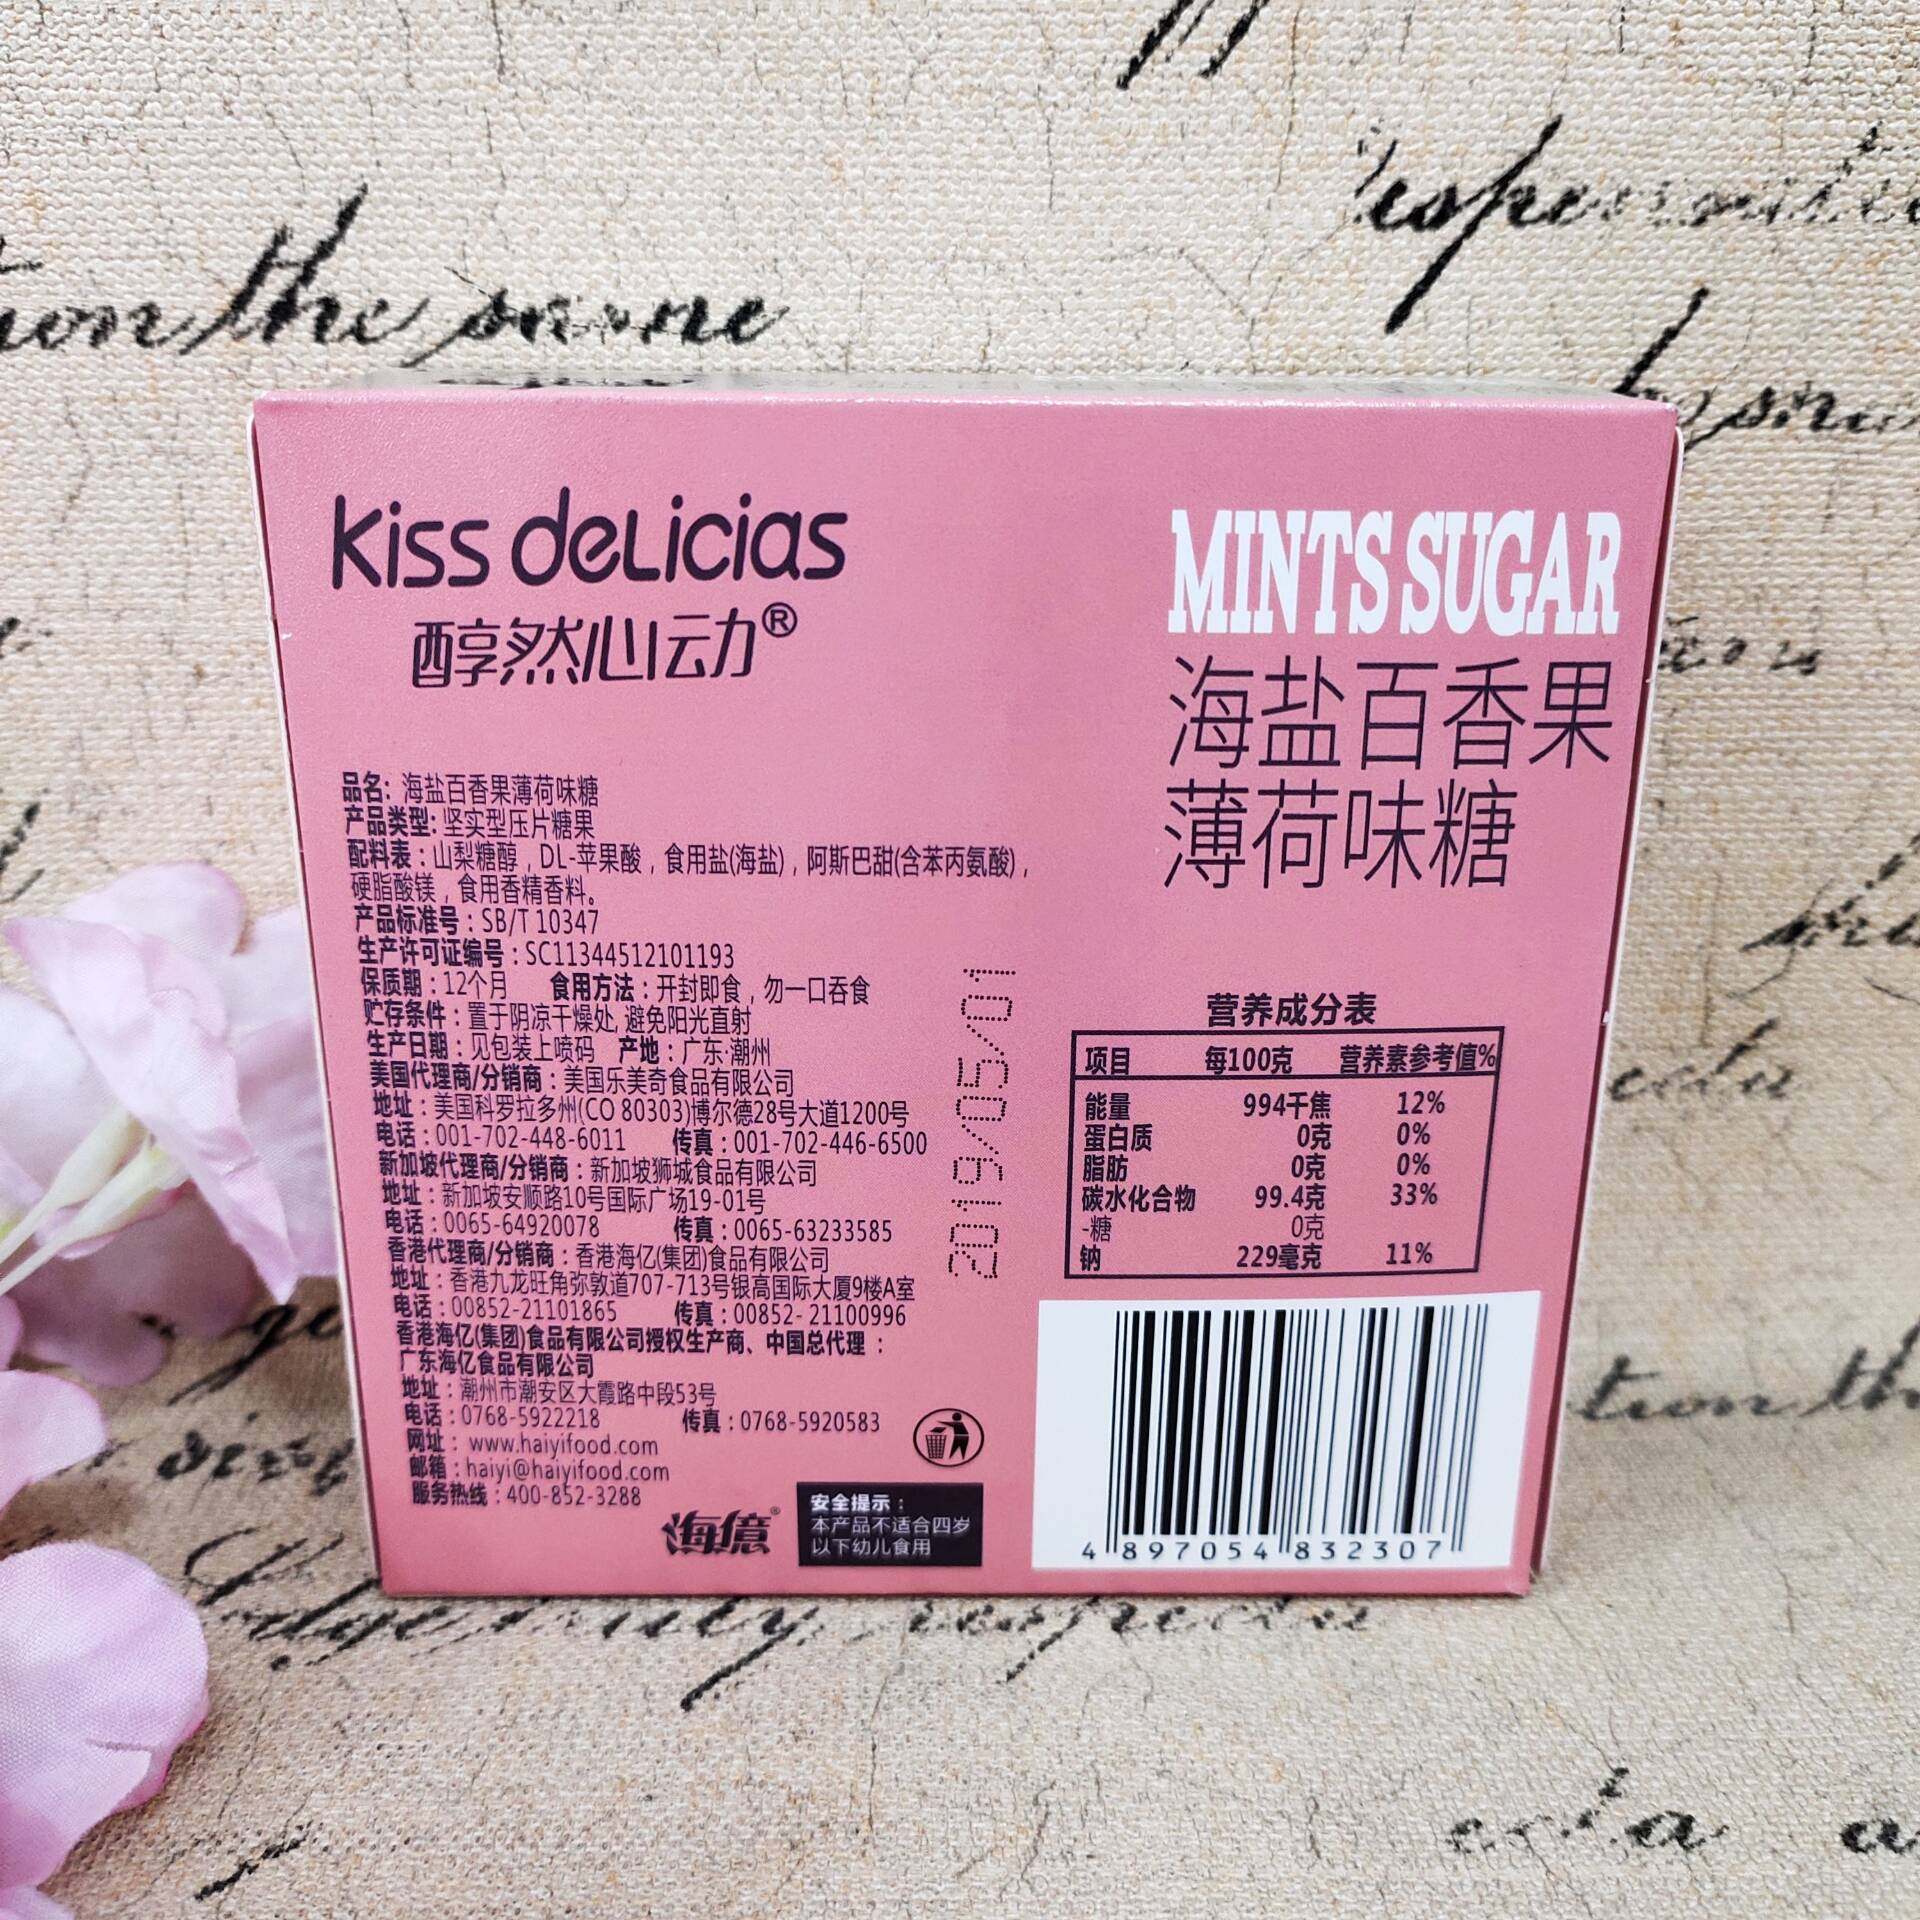 Kiss deLicias
醇然心动®
MINTS SUGAR
海盐百香果
薄荷味糖
品名: 海盐百香果薄荷味糖
产品类型: 坚实型压片糖果
配料表:山梨糖醇,DL-苹果酸,食用盐(海盐),阿斯巴甜(含苯丙氨酸),
硬脂酸镁,食用香精香料。
产品标准号:SB/T 10347
生产许可证编号:SC11344512101193
保质期:12个月 食用方法:开封即食,勿一口吞食
贮存条件:置于阴凉干燥处,避免阳光直射
生产日期:见包装上喷码 产地:广东·潮州
美国代理商/分销商:美国乐美奇食品有限公司
地址:美国科罗拉多州(CO 80303)博尔德28号大道1200号
电话:001-702-448-6011 传真:001-702-446-6500
新加坡代理商/分销商:新加坡狮城食品有限公司
地址:新加坡安顺路10号国际广场19-01号
电话:0065-64920078 传真:0065-63233585
香港代理商/分销商:香港海亿(集团)食品有限公司
地址:香港九龙旺角弥敦道707-713号银高国际大厦9楼A室
电话:00852-21101865 传真:00852-21100996
香港海亿(集团)食品有限公司授权生产商、中国总代理:
广东海亿食品有限公司
地址:潮州市潮安区大霞路中段53号
电话:0768-5922218 传真:0768-5920583
网址: www.haiyifood.com
邮箱:haiyi@haiyifood.com
服务热线:400-852-3288
海億®
安全提示:
本产品不适合四岁
以下幼儿食用
2019/05/01
营养成分表
项目 每100克 营养素参考值%
能量 994千焦 12%
蛋白质 0克 0%
脂肪 0克 0%
碳水化合物 99.4克 33%
-糖 0克
钠 229毫克 11%
4 897054 832307
tion the